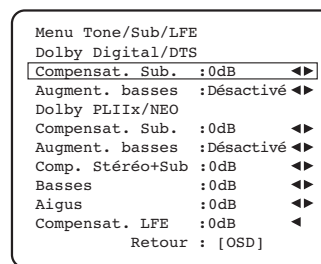 Menu Tone/Sub/LFE
Dolby Digital/DTS
Compensat. Sub. :0dB ◄►
Augment. basses :Désactivé ◄►
Dolby PLIIx/NEO
Compensat. Sub. :0dB ◄►
Augment. basses :Désactivé ◄►
Comp. Stéréo+Sub :0dB ◄►
Basses :0dB ◄►
Aigus :0dB ◄►
Compensat. LFE :0dB ◄
Retour : [OSD]